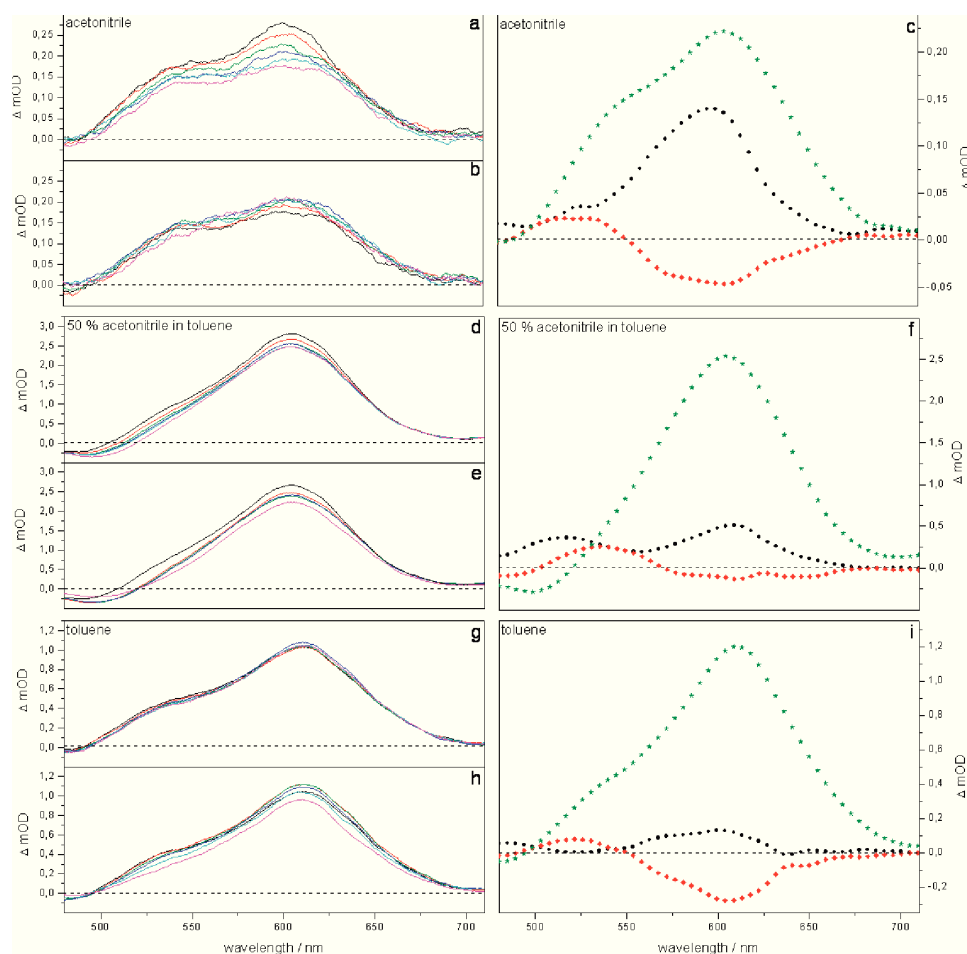 acetonitrile
a
0,25
0,20
0,15
0,10
0,05
0,00
Δ mOD
b
0,25
0,20
0,15
0,10
0,05
0,00
Δ mOD
acetonitrile
c
0,20
0,15
0,10
0,05
0,00
-0,05
Δ mOD
50 % acetonitrile in toluene
d
3,0
2,5
2,0
1,5
1,0
0,5
0,0
Δ mOD
e
3,0
2,5
2,0
1,5
1,0
0,5
0,0
Δ mOD
50 % acetonitrile in toluene
f
2,5
2,0
1,5
1,0
0,5
0,0
Δ mOD
toluene
g
1,2
1,0
0,8
0,6
0,4
0,2
0,0
Δ mOD
h
1,2
1,0
0,8
0,6
0,4
0,2
0,0
Δ mOD
500 550 600 650 700
wavelength / nm
toluene
i
1,2
1,0
0,8
0,6
0,4
0,2
0,0
-0,2
Δ mOD
500 550 600 650 700
wavelength / nm